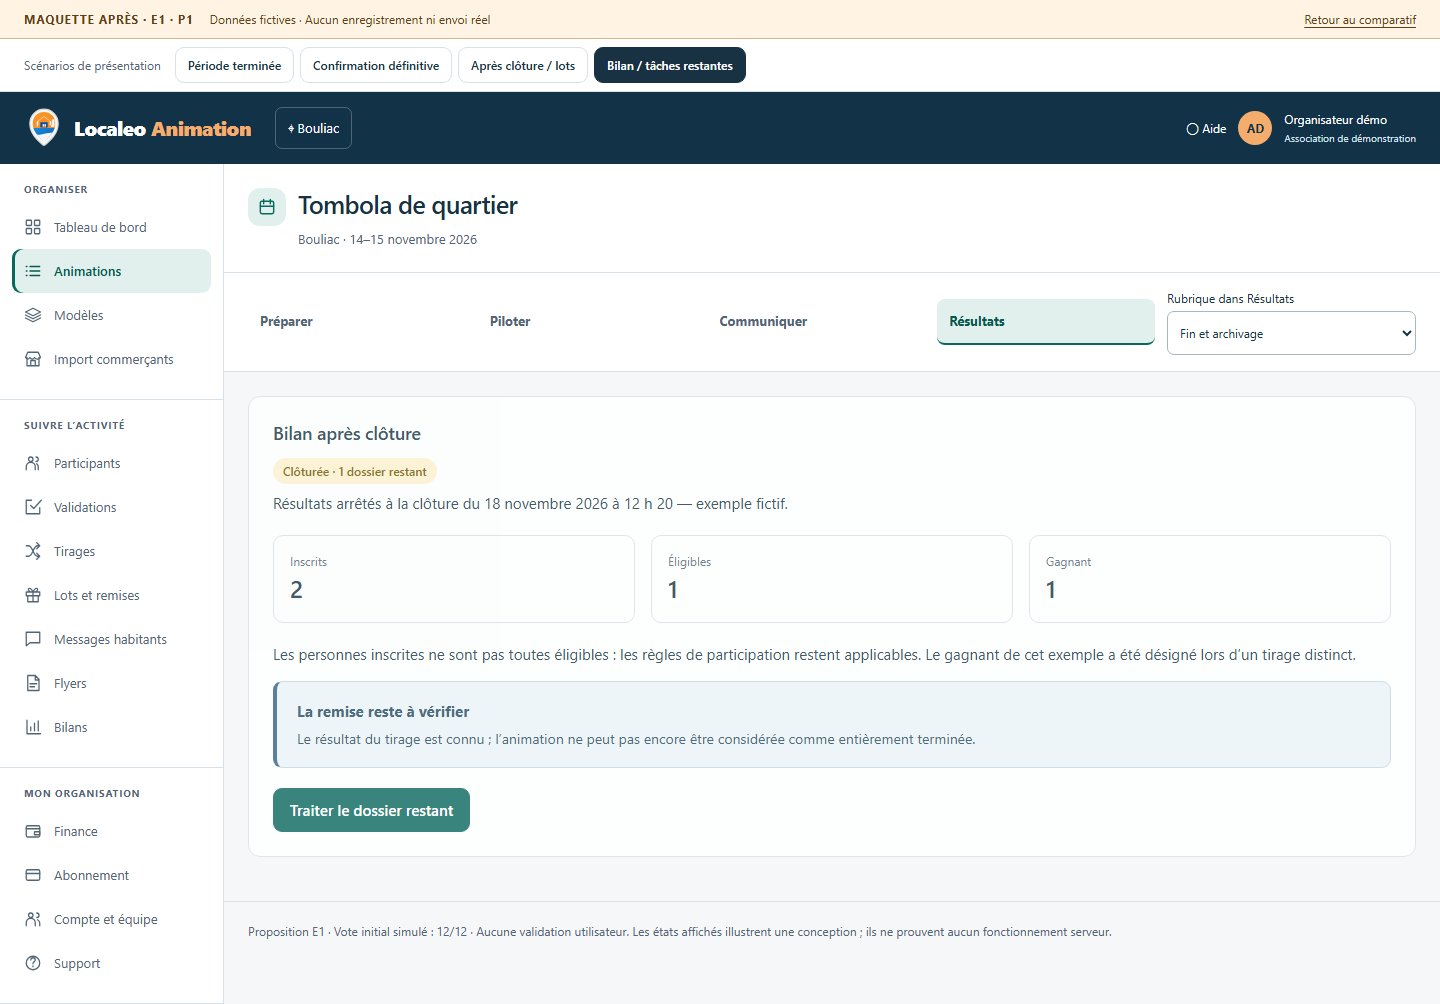 MAQUETTE APRÈS · E1 · P1
Données fictives · Aucun enregistrement ni envoi réel
Retour au comparatif
Scénarios de présentation
Période terminée
Confirmation définitive
Après clôture / lots
Bilan / tâches restantes
Localeo Animation
Bouliac
Aide
AD
Organisateur démo
Association de démonstration
ORGANISER
Tableau de bord
Animations
Modèles
Import commerçants
SUIVRE L’ACTIVITÉ
Participants
Validations
Tirages
Lots et remises
Messages habitants
Flyers
Bilans
MON ORGANISATION
Finance
Abonnement
Compte et équipe
Support
Tombola de quartier
Bouliac · 14–15 novembre 2026
Préparer
Piloter
Communiquer
Résultats
Rubrique dans Résultats
Fin et archivage
Bilan après clôture
Clôturée · 1 dossier restant
Résultats arrêtés à la clôture du 18 novembre 2026 à 12 h 20 — exemple fictif.
Inscrits
2
Éligibles
1
Gagnant
1
Les personnes inscrites ne sont pas toutes éligibles : les règles de participation restent applicables. Le gagnant de cet exemple a été désigné lors d’un tirage distinct.
La remise reste à vérifier
Le résultat du tirage est connu ; l’animation ne peut pas encore être considérée comme entièrement terminée.
Traiter le dossier restant
Proposition E1 · Vote initial simulé : 12/12 · Aucune validation utilisateur. Les états affichés illustrent une conception ; ils ne prouvent aucun fonctionnement serveur.